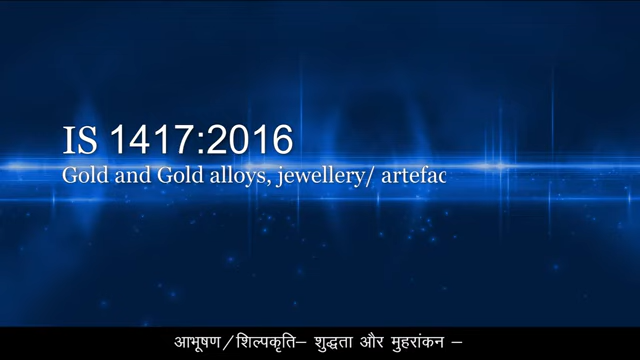 IS 1417:2016
Gold and Gold alloys, jewellery/ artefac
आभूषण/शिल्पकृति– शुद्धता और मुहरांकन –